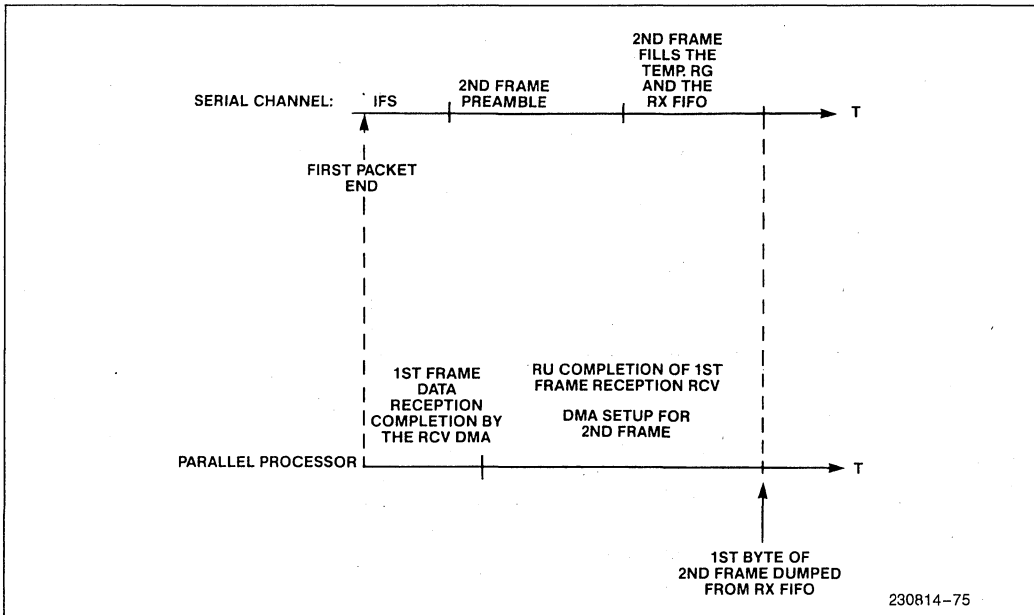 2ND FRAME
FILLS THE
TEMP. RG
AND THE
RX FIFO
2ND FRAME
PREAMBLE
SERIAL CHANNEL:
IFS
T
FIRST PACKET
END
1ST FRAME
DATA
RECEPTION
COMPLETION BY
THE RCV DMA
RU COMPLETION OF 1ST
FRAME RECEPTION RCV
DMA SETUP FOR
2ND FRAME
PARALLEL PROCESSOR
T
1ST BYTE OF
2ND FRAME DUMPED
FROM RX FIFO
230814-75